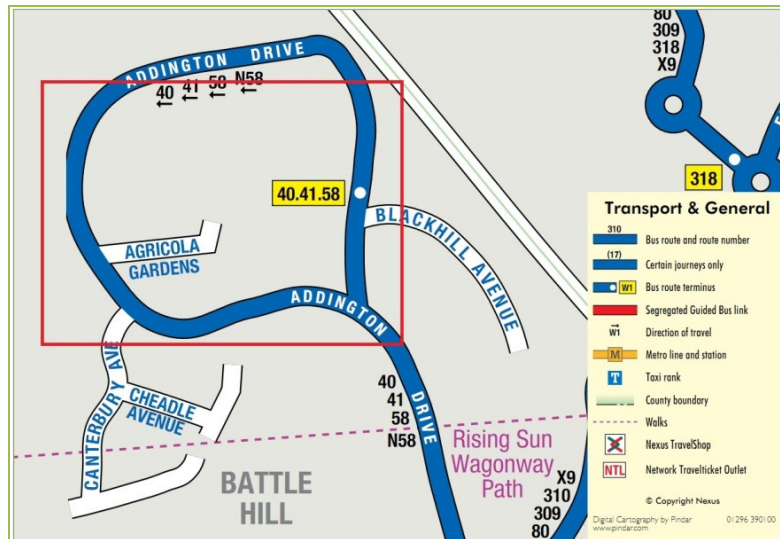 ADDINGTON DRIVE
40 41 58 N58
80
309
318
X9
40.41.58
318
BLACKHILL AVENUE
AGRICOLA
GARDENS
ADDINGTON DRIVE
CANTERBURY AVE
CHEADLE
AVENUE
40
41
58
N58
Rising Sun
Wagonway
Path
BATTLE
HILL
X9
310
309
80
Transport & General
310 Bus route and route number
(17) Certain journeys only
W1 Bus route terminus
Segregated Guided Bus link
W1 Direction of travel
M Metro line and station
T Taxi rank
County boundary
Walks
Nexus TravelShop
NTL Network Travelticket Outlet
© Copyright Nexus
Digital Cartography by Pindar 01296 390100
www.pindar.com